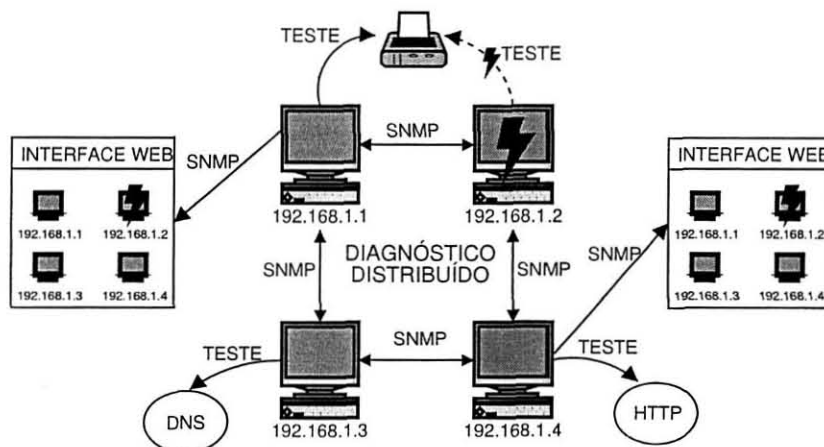 TESTE
TESTE
SNMP
INTERFACE WEB
SNMP
192.168.1.1
192.168.1.2
192.168.1.3
192.168.1.4
192.168.1.1
192.168.1.2
INTERFACE WEB
192.168.1.1
192.168.1.2
192.168.1.3
192.168.1.4
SNMP
DIAGNÓSTICO
DISTRIBUÍDO
SNMP
SNMP
TESTE
SNMP
TESTE
DNS
192.168.1.3
192.168.1.4
HTTP